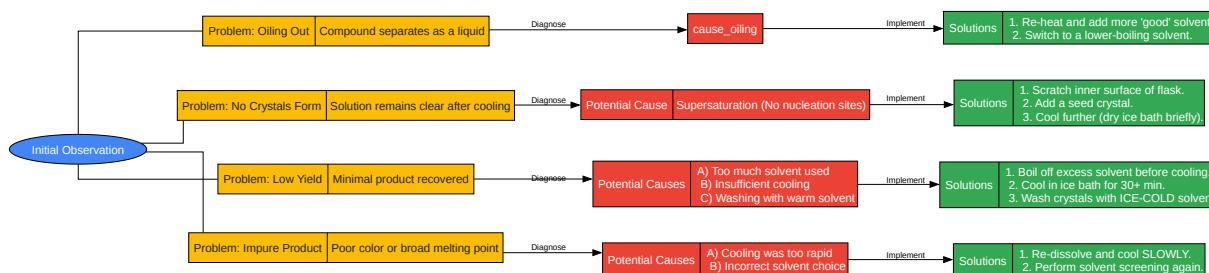 Initial Observation
Problem: Oiling Out
Compound separates as a liquid
Diagnose
cause_oiling
Implement
Solutions
1. Re-heat and add more 'good' solvent
2. Switch to a lower-boiling solvent.
Problem: No Crystals Form
Solution remains clear after cooling
Diagnose
Potential Cause
Supersaturation (No nucleation sites)
Implement
Solutions
1. Scratch inner surface of flask.
2. Add a seed crystal.
3. Cool further (dry ice bath briefly).
Problem: Low Yield
Minimal product recovered
Diagnose
Potential Causes
A) Too much solvent used
B) Insufficient cooling
C) Washing with warm solvent
Implement
Solutions
1. Boil off excess solvent before cooling.
2. Cool in ice bath for 30+ min.
3. Wash crystals with ICE-COLD solven
Problem: Impure Product
Poor color or broad melting point
Diagnose
Potential Causes
A) Cooling was too rapid
B) Incorrect solvent choice
Implement
Solutions
1. Re-dissolve and cool SLOWLY.
2. Perform solvent screening again.